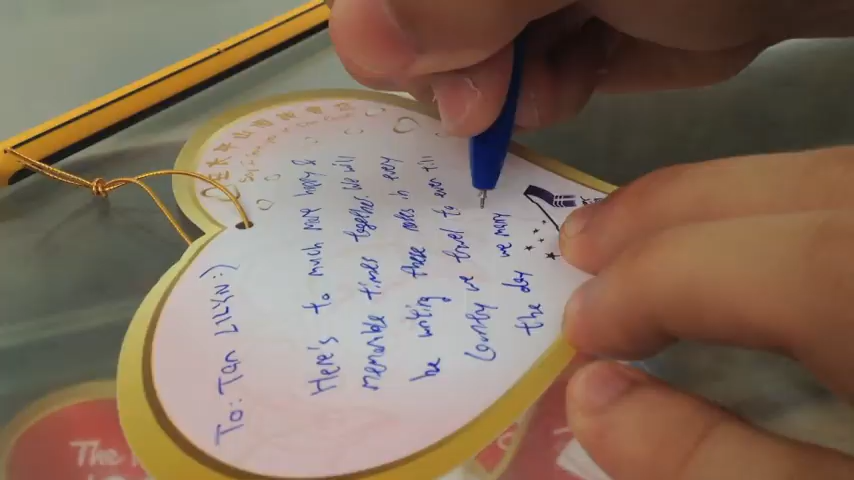 To: Tan LILYN :)
Here's to much more happy &
memorable times together. We will
be writing these notes in every
country we travel to even till
the day we marry
The